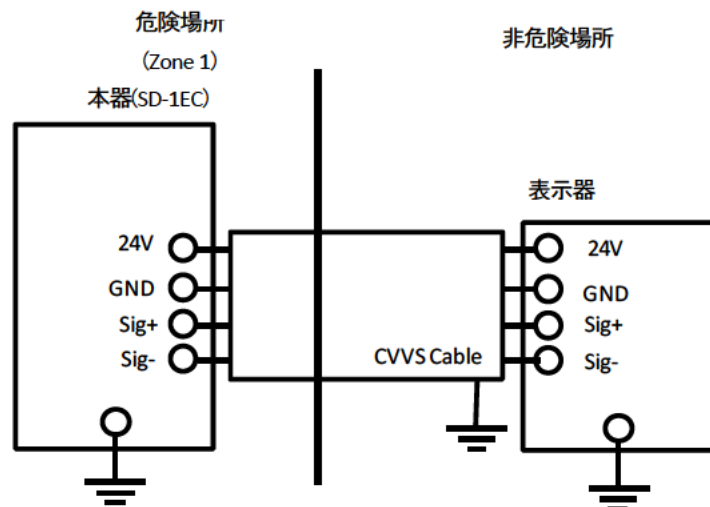 危険場所
(Zone 1)
本器(SD-1EC)
非危険場所
表示器
24V
GND
Sig+
Sig-
CVVS Cable
24V
GND
Sig+
Sig-